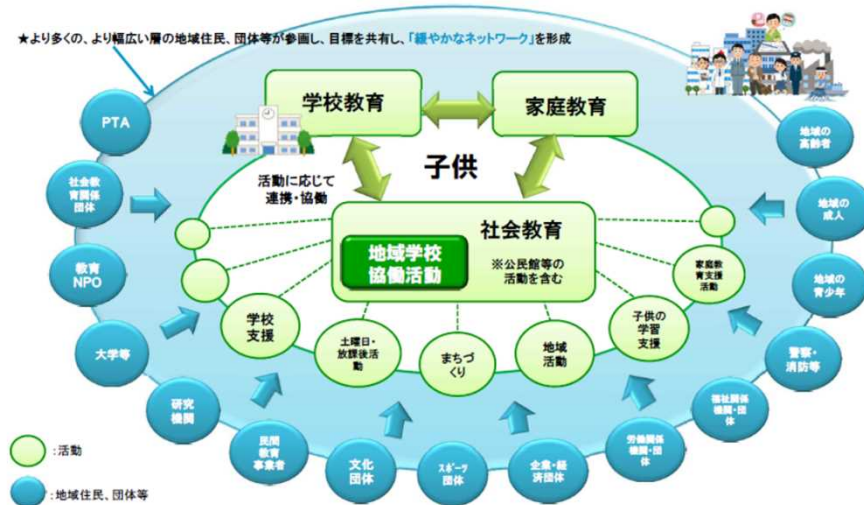 ★より多くの、より幅広い層の地域住民、団体等が参画し、目標を共有し、「緩やかなネットワーク」を形成
学校教育
家庭教育
子供
活動に応じて
連携・協働
社会教育
地域学校
協働活動
※公民館等の
活動を含む
PTA
社会教
育関係
団体
教育
NPO
大学等
研究
機関
民間
教育
事業者
文化
団体
スポーツ
団体
企業・経
済団体
労働関係
機関・団
体
福祉関係
機関・団
体
警察・
消防等
地域の
青少年
地域の
成人
地域の
高齢者
学校
支援
土曜日・
放課後活
動
まちづ
くり
地域
活動
子供の
学習
支援
家庭教
育支援
活動
:活動
:地域住民、団体等